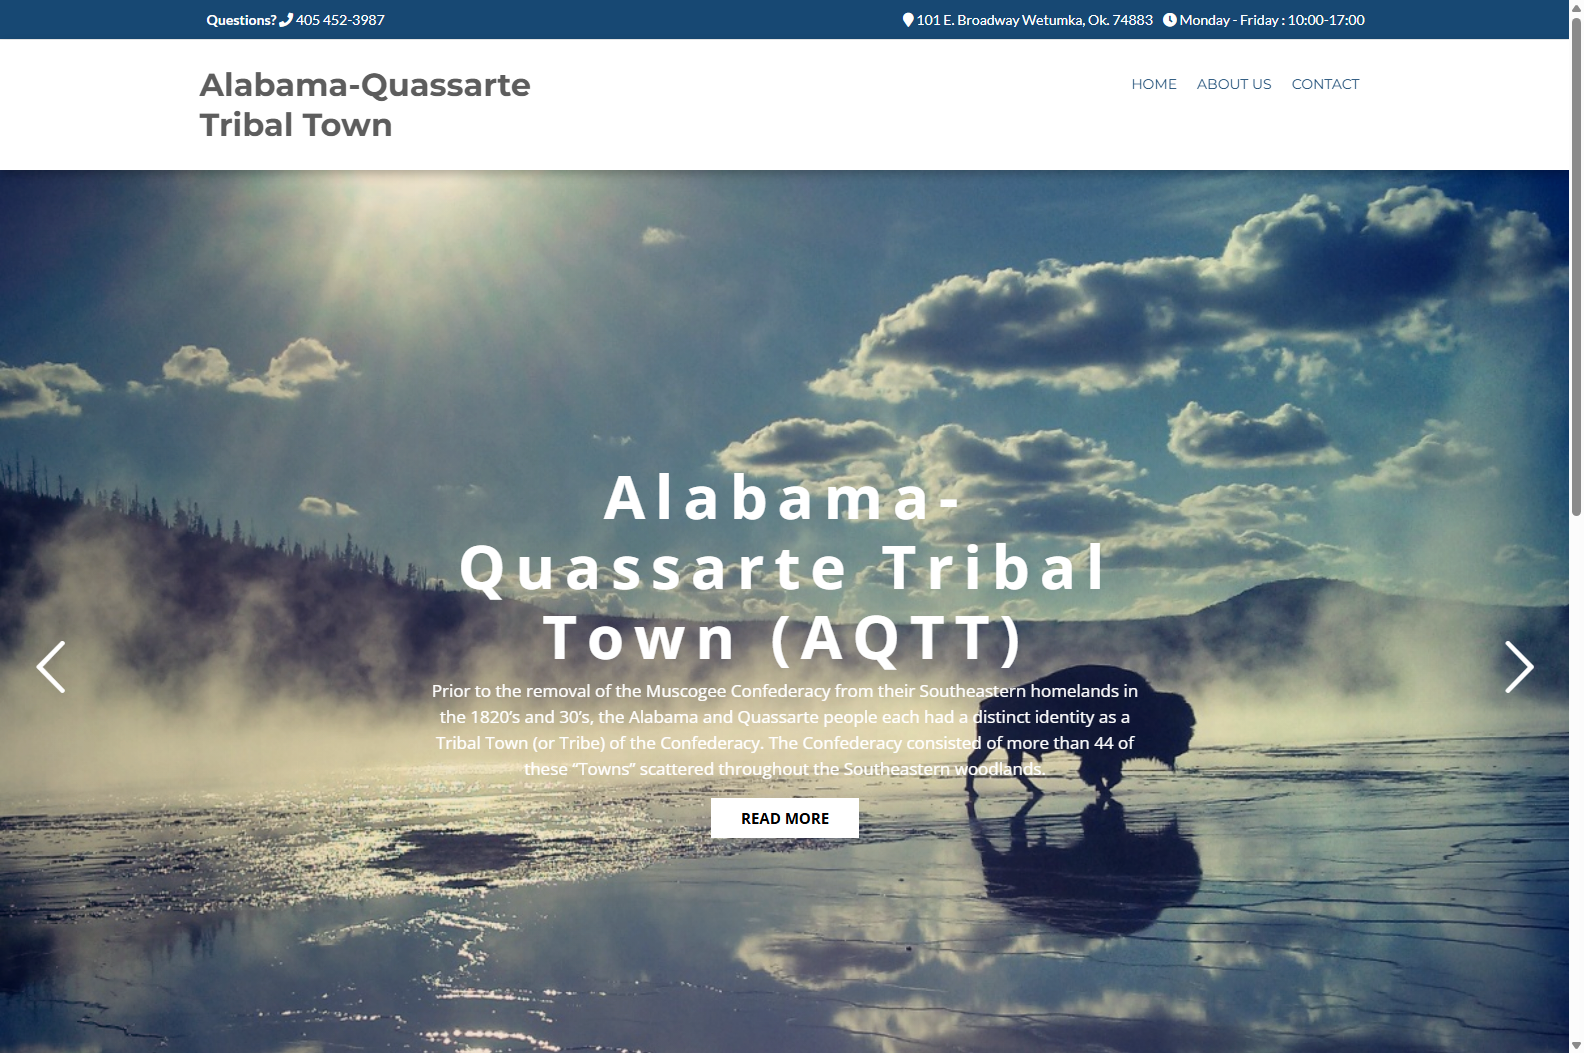 Questions? 405 452-3987
101 E. Broadway Wetumka, Ok. 74883 Monday - Friday : 10:00-17:00
Alabama-Quassarte
Tribal Town
HOME ABOUT US CONTACT
Alabama-
Quassarte Tribal
Town (AQTT)
Prior to the removal of the Muscogee Confederacy from their Southeastern homelands in
the 1820’s and 30’s, the Alabama and Quassarte people each had a distinct identity as a
Tribal Town (or Tribe) of the Confederacy. The Confederacy consisted of more than 44 of
these “Towns” scattered throughout the Southeastern woodlands.
READ MORE